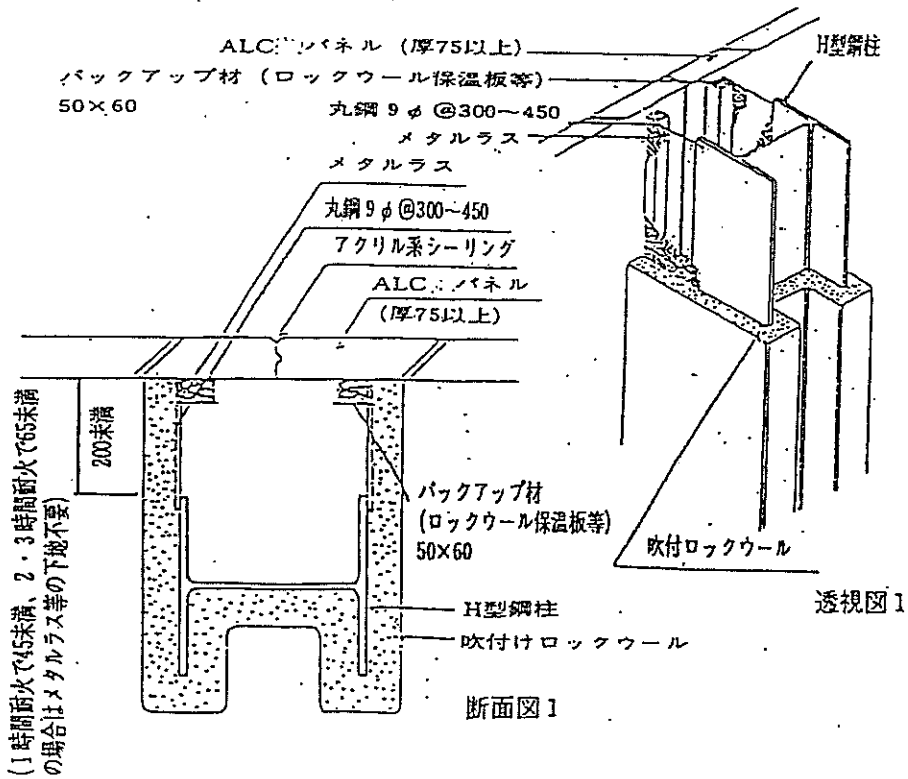 ALCパネル (厚75以上)
バックアップ材 (ロックウール保温板等)
50×60
丸鋼9φ@300~450
メタルラス
H型鋼柱
メタルラス
丸鋼9φ@300~450
アクリル系シーリング
ALCパネル
(厚75以上)
200未満
(1時間耐火で45未満、2・3時間耐火で65未満
の場合はメタルラス等の下地不要)
バックアップ材
(ロックウール保温板等)
50×60
H型鋼柱
吹付けロックウール
断面図1
吹付ロックウール
透視図1